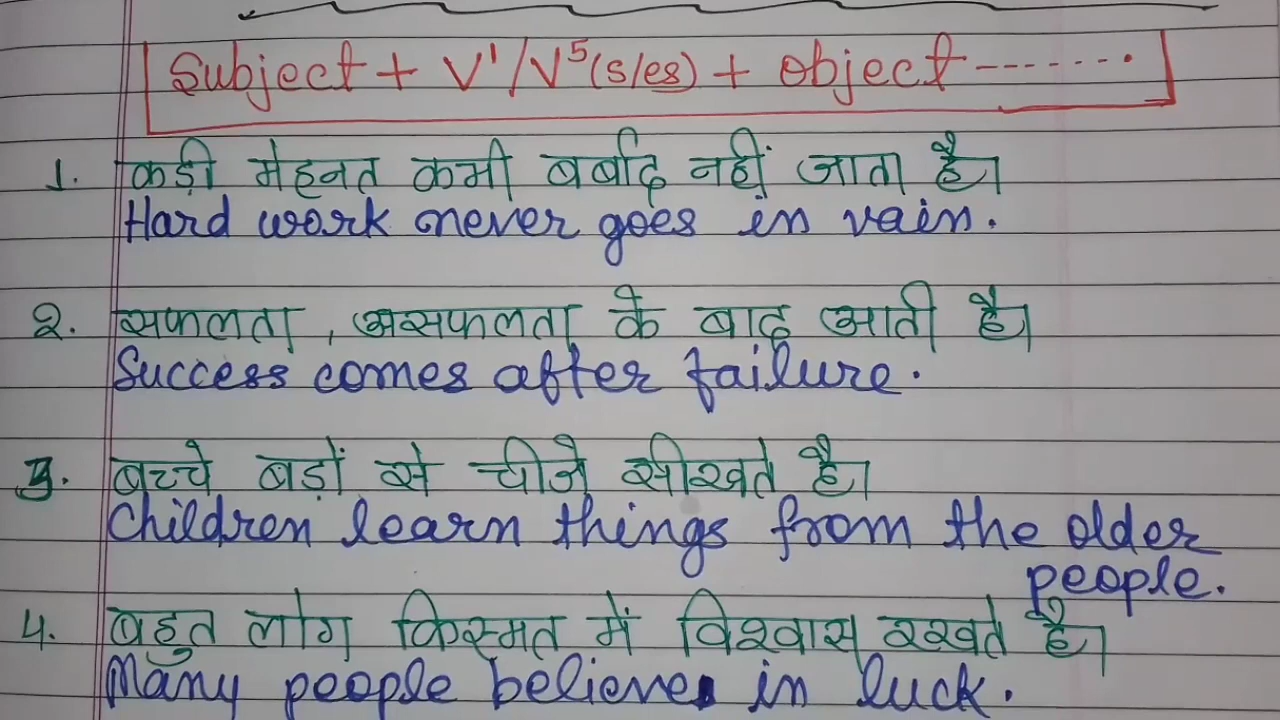 Subject + V¹/V⁵(s/es) + object-------
1. कड़ी मेहनत कभी बर्बाद नहीं जाता है।
Hard work never goes in vain.
2. सफलता, असफलता के बाद आती है।
Success comes after failure.
3. बच्चे बड़ों से चीजे सीखते है।
Children learn things from the older
people.
4. बहुत लोग किस्मत में विश्वास रखते है।
Many people believe in luck.